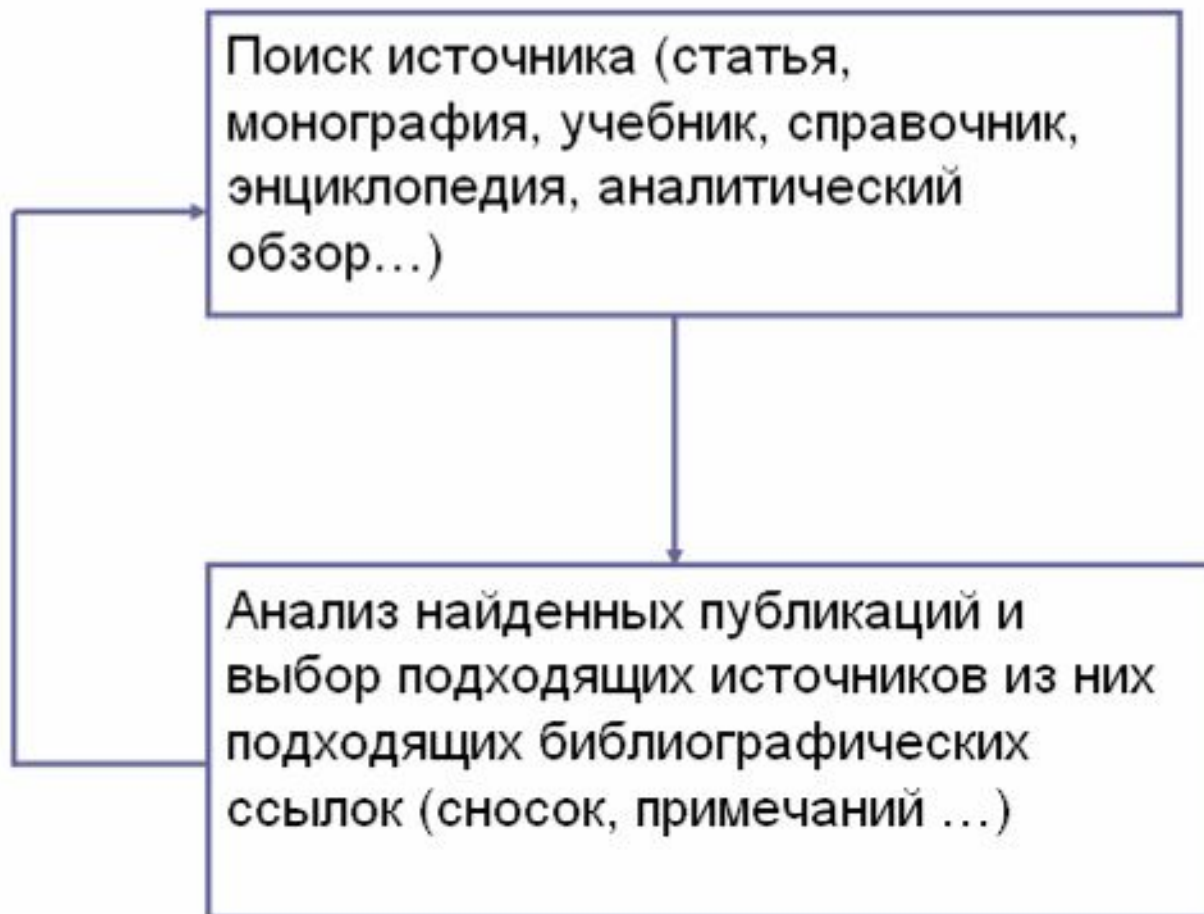 Поиск источника (статья,
монография, учебник, справочник,
энциклопедия, аналитический
обзор…)
Анализ найденных публикаций и
выбор подходящих источников из них
подходящих библиографических
ссылок (сносок, примечаний …)